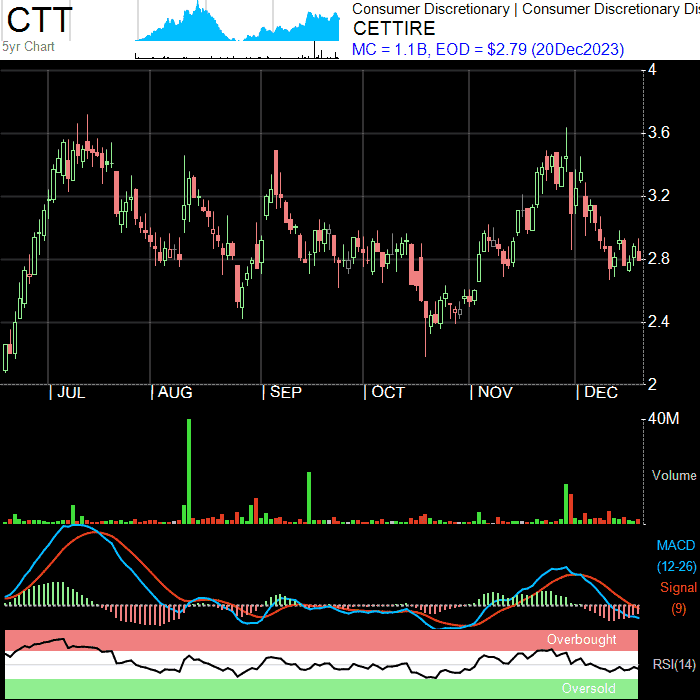 CTT
5yr Chart
Consumer Discretionary | Consumer Discretionary Dis
CETTIRE
MC = 1.1B, EOD = $2.79 (20Dec2023)
4
3.6
3.2
2.8
2.4
2
| JUL | AUG | SEP | OCT | NOV | DEC
40M
Volume
MACD
(12-26)
Signal
(9)
Overbought
RSI(14)
Oversold